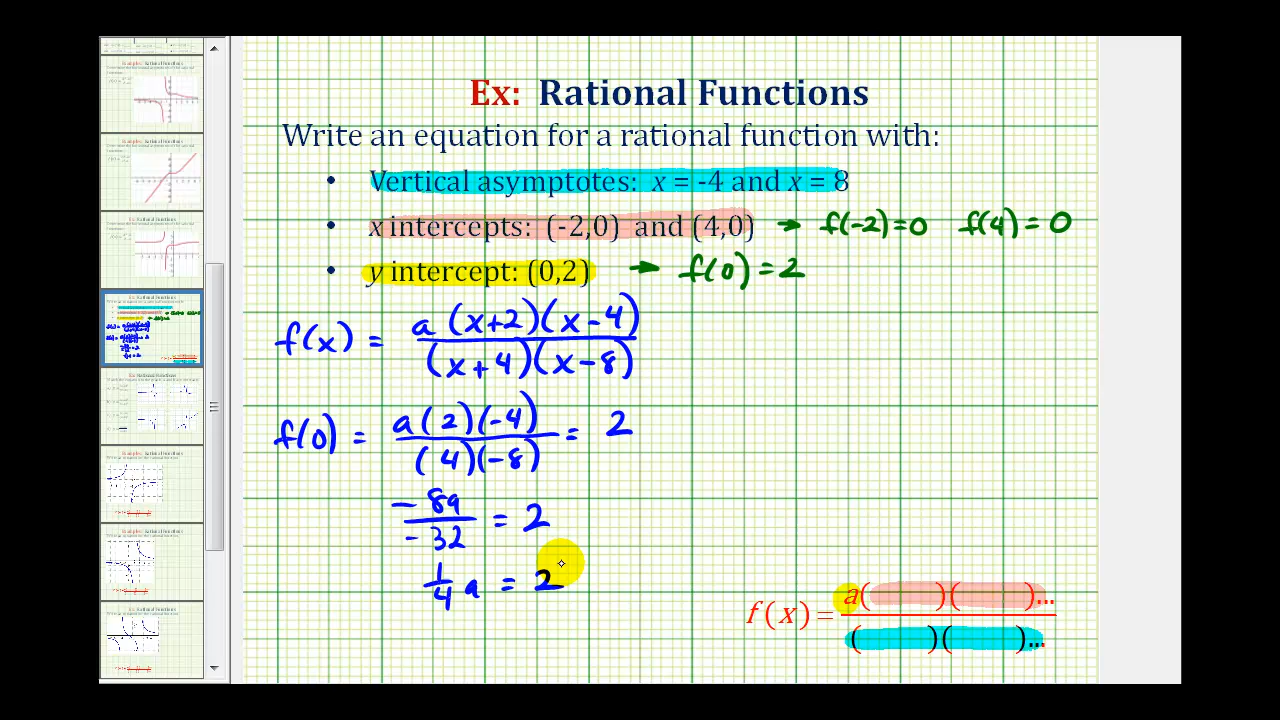 Ex: Rational Functions
Write an equation for a rational function with:
• Vertical asymptotes: x = -4 and x = 8
• x intercepts: (-2,0) and (4,0) → f(-2)=0 f(4)=0
• y intercept: (0,2) → f(0)=2
f(x) = a(x+2)(x-4) / (x+4)(x-8)
f(0) = a(2)(-4) / (4)(-8) = 2
-8a / -32 = 2
1/4 a = 2
f(x) = a( )( )... / ( )( )...